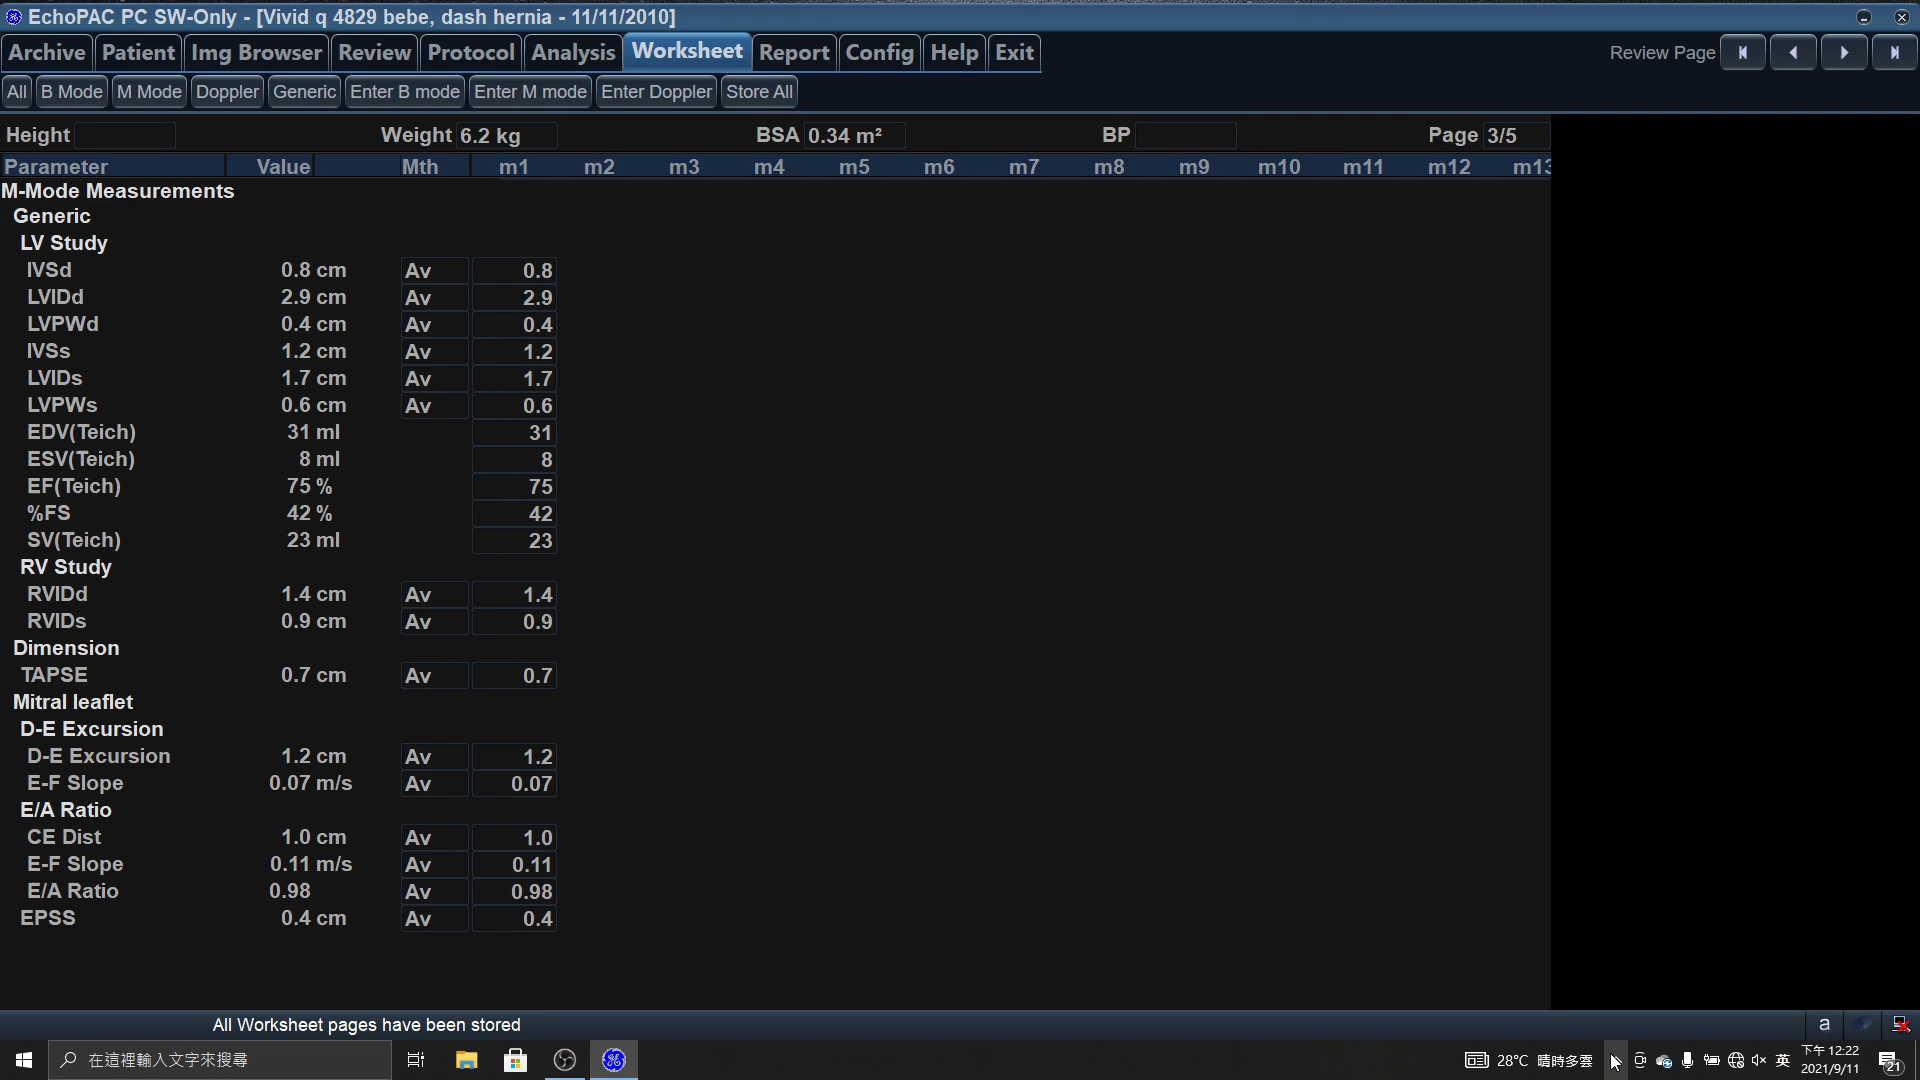 EchoPAC PC SW-Only - [Vivid q 4829 bebe, dash hernia - 11/11/2010]
Archive Patient Img Browser Review Protocol Analysis Worksheet Report Config Help Exit Review Page
All B Mode M Mode Doppler Generic Enter B mode Enter M mode Enter Doppler Store All
Height Weight 6.2 kg BSA 0.34 m² BP Page 3/5
Parameter Value Mth m1 m2 m3 m4 m5 m6 m7 m8 m9 m10 m11 m12 m13
M-Mode Measurements
Generic
LV Study
IVSd 0.8 cm Av 0.8
LVIDd 2.9 cm Av 2.9
LVPWd 0.4 cm Av 0.4
IVSs 1.2 cm Av 1.2
LVIDs 1.7 cm Av 1.7
LVPWs 0.6 cm Av 0.6
EDV(Teich) 31 ml 31
ESV(Teich) 8 ml 8
EF(Teich) 75 % 75
%FS 42 % 42
SV(Teich) 23 ml 23
RV Study
RVIDd 1.4 cm Av 1.4
RVIDs 0.9 cm Av 0.9
Dimension
TAPSE 0.7 cm Av 0.7
Mitral leaflet
D-E Excursion
D-E Excursion 1.2 cm Av 1.2
E-F Slope 0.07 m/s Av 0.07
E/A Ratio
CE Dist 1.0 cm Av 1.0
E-F Slope 0.11 m/s Av 0.11
E/A Ratio 0.98 Av 0.98
EPSS 0.4 cm Av 0.4
All Worksheet pages have been stored a
在這裡輸入文字來搜尋 28°C 晴時多雲 英 下午 12:22
2021/9/11 21